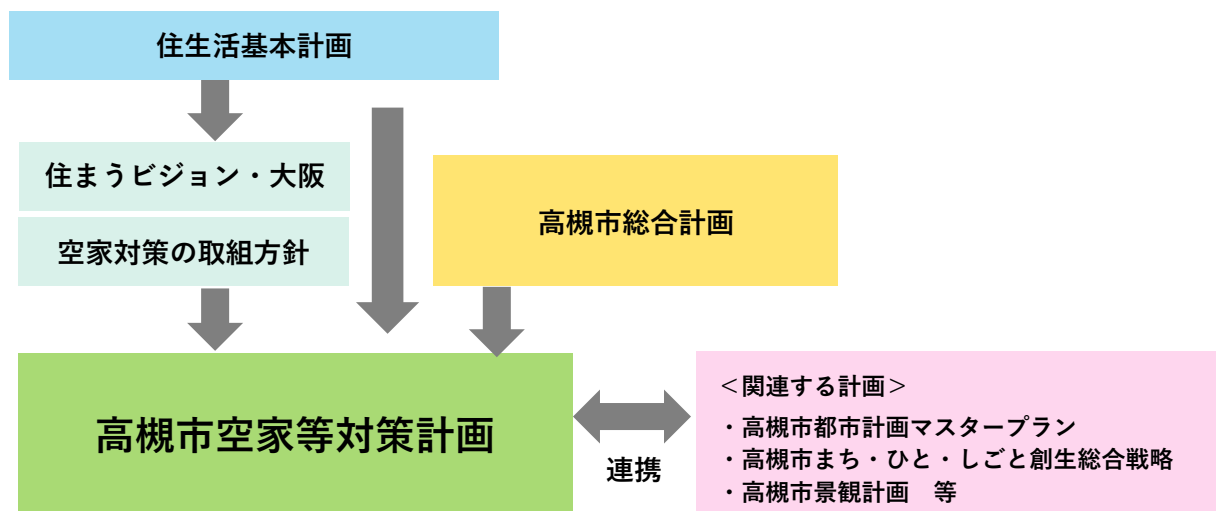 住生活基本計画
住まうビジョン・大阪
空家対策の取組方針
高槻市総合計画
高槻市空家等対策計画
連携
＜関連する計画＞
・高槻市都市計画マスタープラン
・高槻市まち・ひと・しごと創生総合戦略
・高槻市景観計画　等